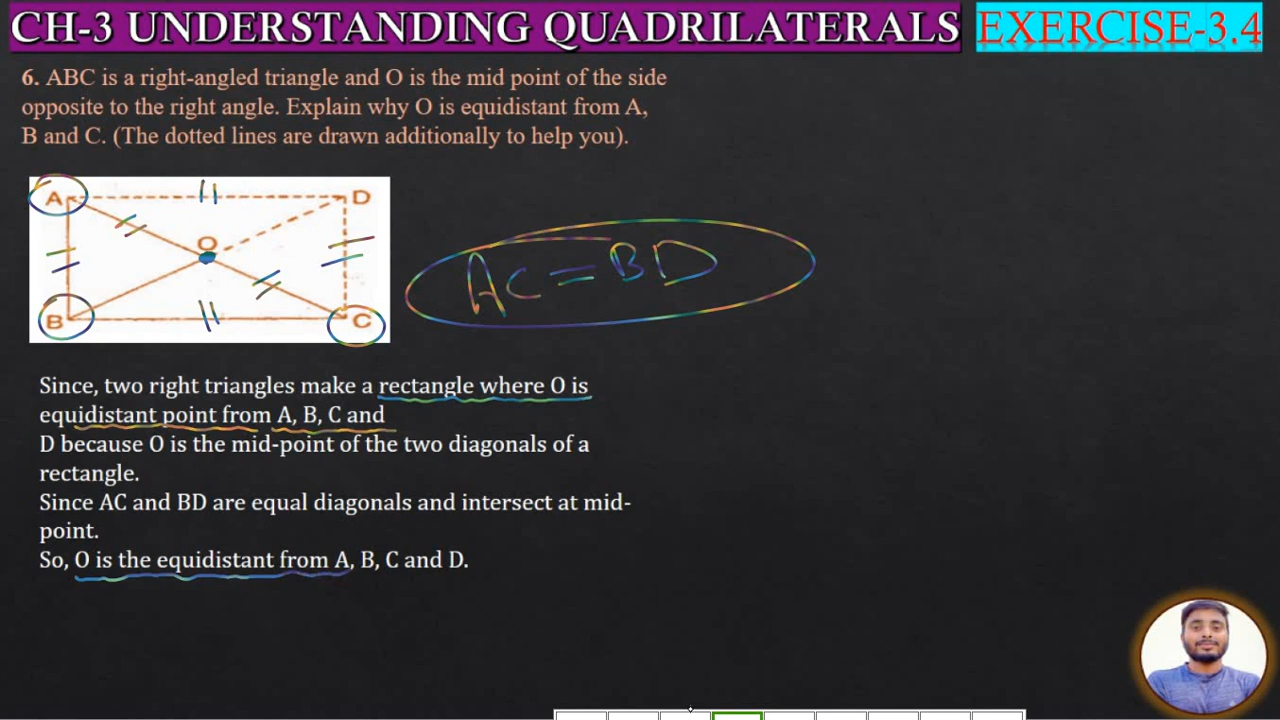 CH-3 UNDERSTANDING QUADRILATERALS EXERCISE-3.4
6. ABC is a right-angled triangle and O is the mid point of the side
opposite to the right angle. Explain why O is equidistant from A,
B and C. (The dotted lines are drawn additionally to help you).
A D
O
B C
AC=BD
Since, two right triangles make a rectangle where O is
equidistant point from A, B, C and
D because O is the mid-point of the two diagonals of a
rectangle.
Since AC and BD are equal diagonals and intersect at mid-
point.
So, O is the equidistant from A, B, C and D.